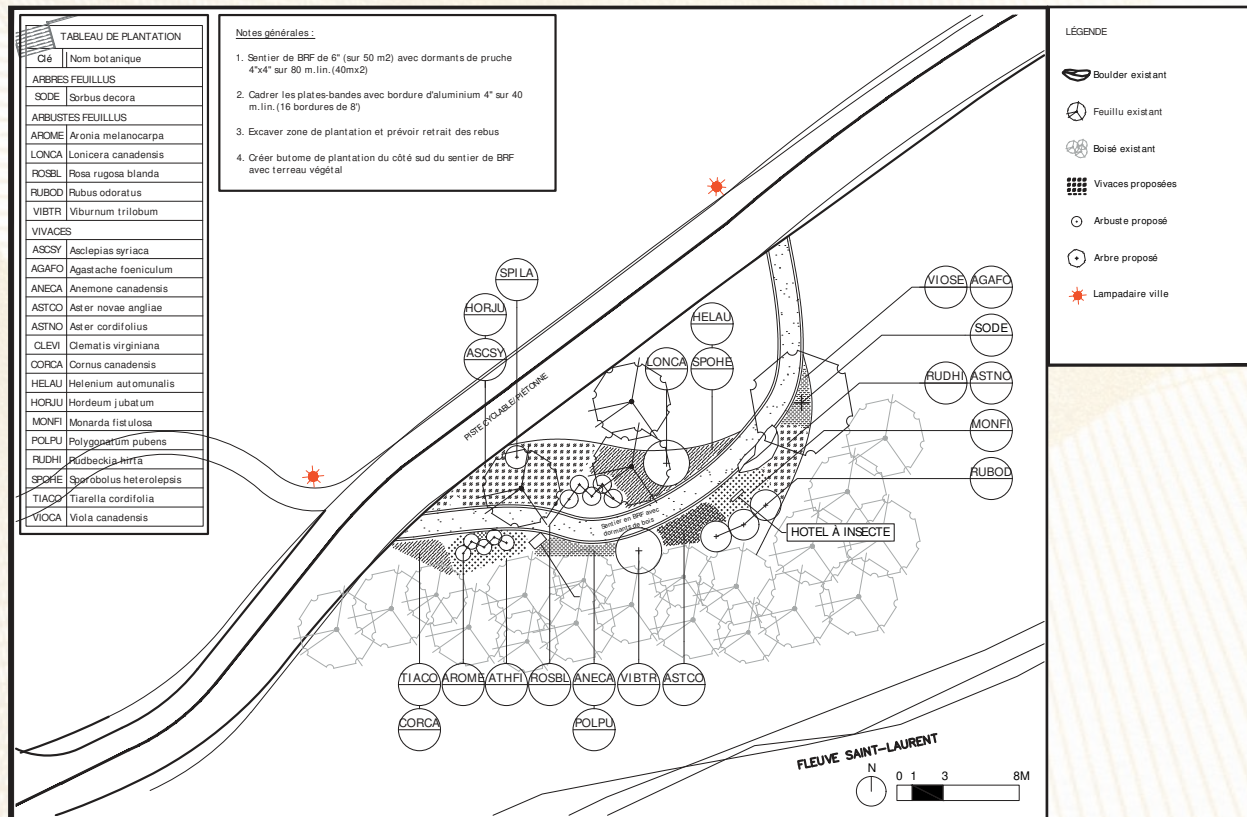 TABLEAU DE PLANTATION
Clé Nom botanique
ARBRES FEUILLUS
SODE Sorbus decora
ARBUSTES FEUILLUS
AROME Aronia melanocarpa
LONCA Lonicera canadensis
ROSBL Rosa rugosa blanda
RUBOD Rubus odoratus
VIBTR Viburnum trilobum
VIVACES
ASCSY Asclepias syriaca
AGAFO Agastache foeniculum
ANECA Anemone canadensis
ASTCO Aster novae angliae
ASTNO Aster cordifolius
CLEVI Clematis virginiana
CORCA Cornus canadensis
HELAU Helenium automunalis
HORJU Hordeum jubatum
MONFI Monarda fistulosa
POLPU Polygonatum pubens
RUDHI Rudbeckia hirta
SPOHE Sporobolus heterolepsis
TIACO Tiarella cordifolia
VIOCA Viola canadensis
Notes générales :
1. Sentier de BRF de 6" (sur 50 m2) avec dormants de pruche
4"x4" sur 80 m.lin.(40mx2)
2. Cadrer les plates-bandes avec bordure d'aluminium 4" sur 40
m.lin.(16 bordures de 8')
3. Excaver zone de plantation et prévoir retrait des rebus
4. Créer butome de plantation du côté sud du sentier de BRF
avec terreau végétal
LÉGENDE
Boulder existant
Feuillu existant
Boisé existant
Vivaces proposées
Arbuste proposé
Arbre proposé
Lampadaire ville
SPILA
HORJU
ASCSY
HELAU
LONCA SPOHE
VIOSE AGAFO
SODE
RUDHI ASTNO
MONFI
RUBOD
PISTE CYCLABLE/PIÉTONNE
Sentier en BRF avec
dormants de bois
HOTEL À INSECTE
TIACO AROME ATHFI ROSBL ANECA VIBTR ASTCO
CORCA POLPU
FLEUVE SAINT-LAURENT
N
0 1 3 8M